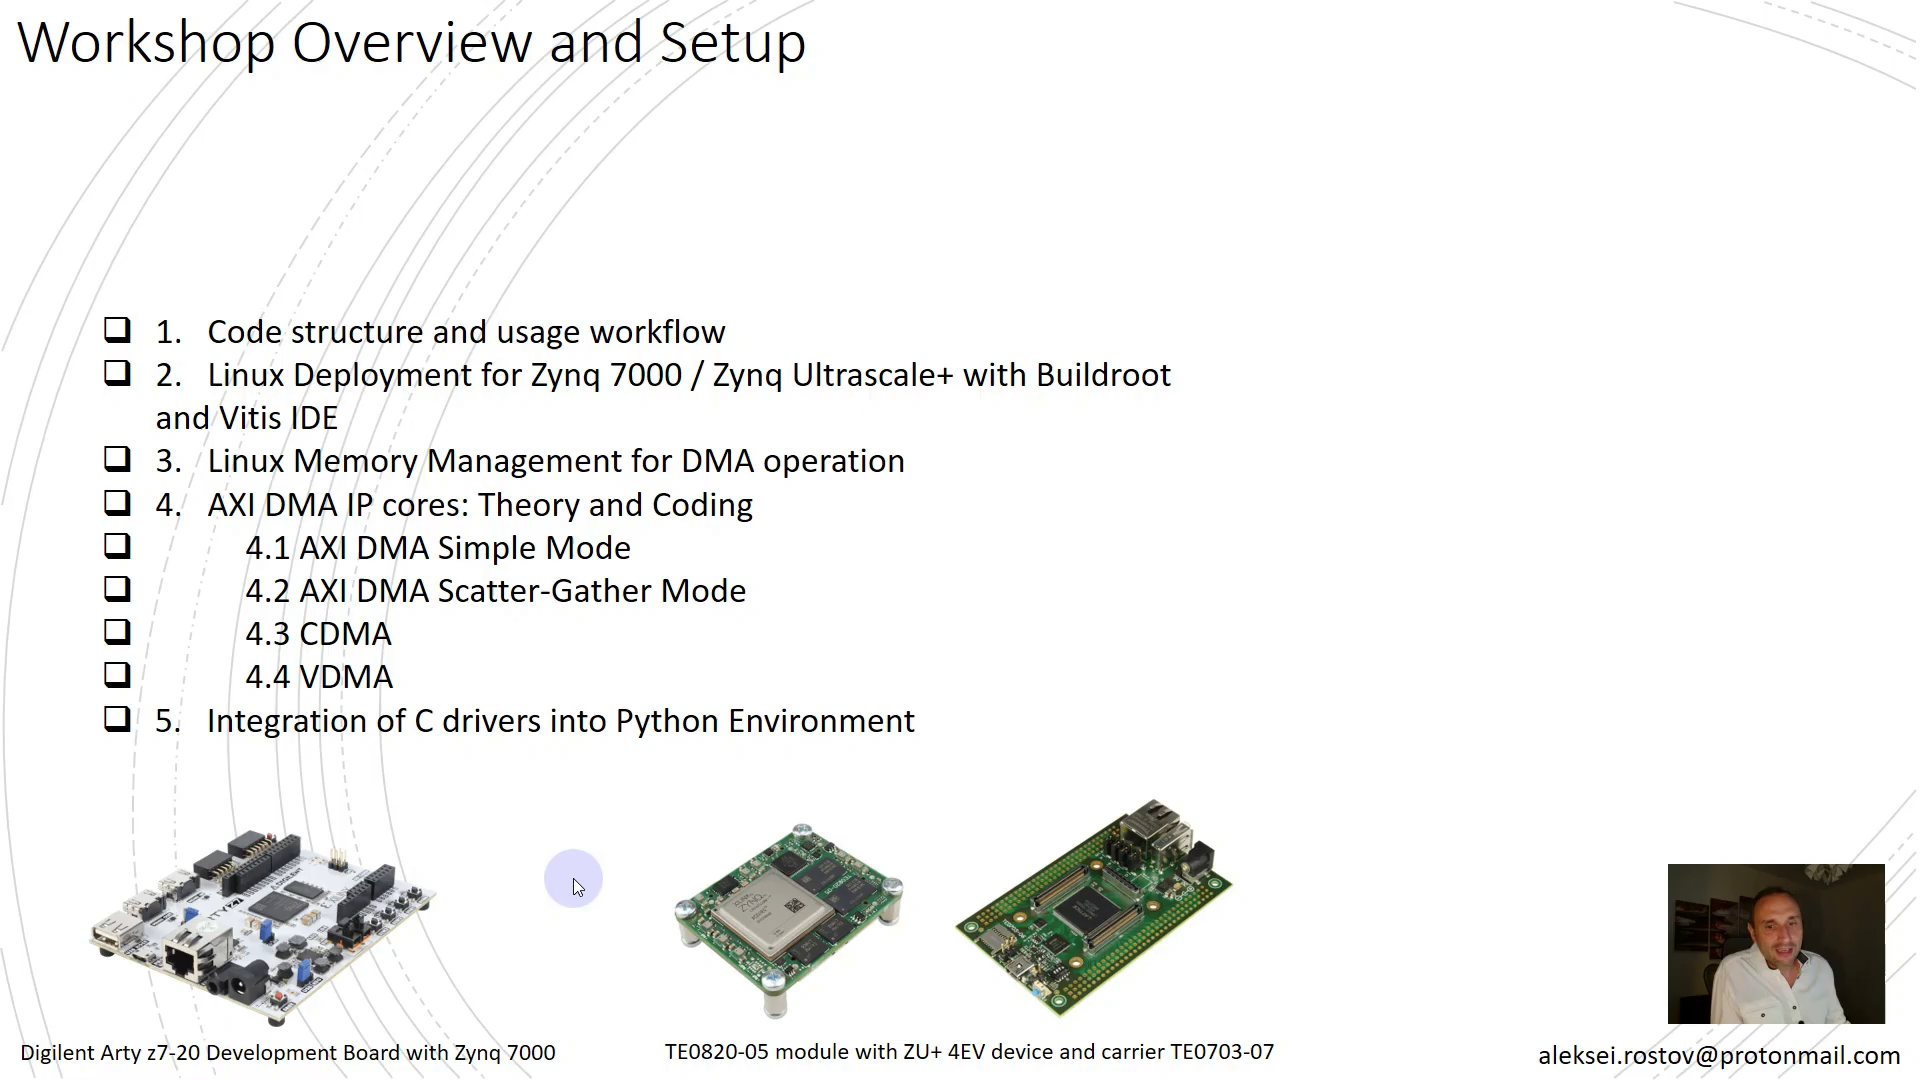 Workshop Overview and Setup
❑ 1. Code structure and usage workflow
❑ 2. Linux Deployment for Zynq 7000 / Zynq Ultrascale+ with Buildroot
and Vitis IDE
❑ 3. Linux Memory Management for DMA operation
❑ 4. AXI DMA IP cores: Theory and Coding
❑ 4.1 AXI DMA Simple Mode
❑ 4.2 AXI DMA Scatter-Gather Mode
❑ 4.3 CDMA
❑ 4.4 VDMA
❑ 5. Integration of C drivers into Python Environment
ZYNQ
Digilent Arty z7-20 Development Board with Zynq 7000
TE0820-05 module with ZU+ 4EV device and carrier TE0703-07
aleksei.rostov@protonmail.com